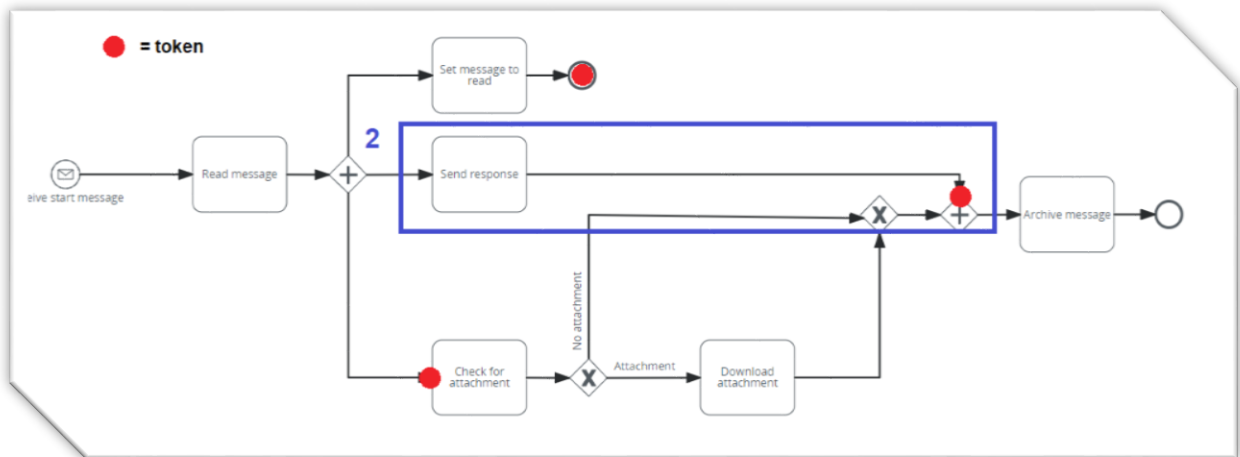 = token
Set message to
read
2
Read message
Send response
eive start message
Archive message
No attachment
Attachment
Check for
attachment
Download
attachment